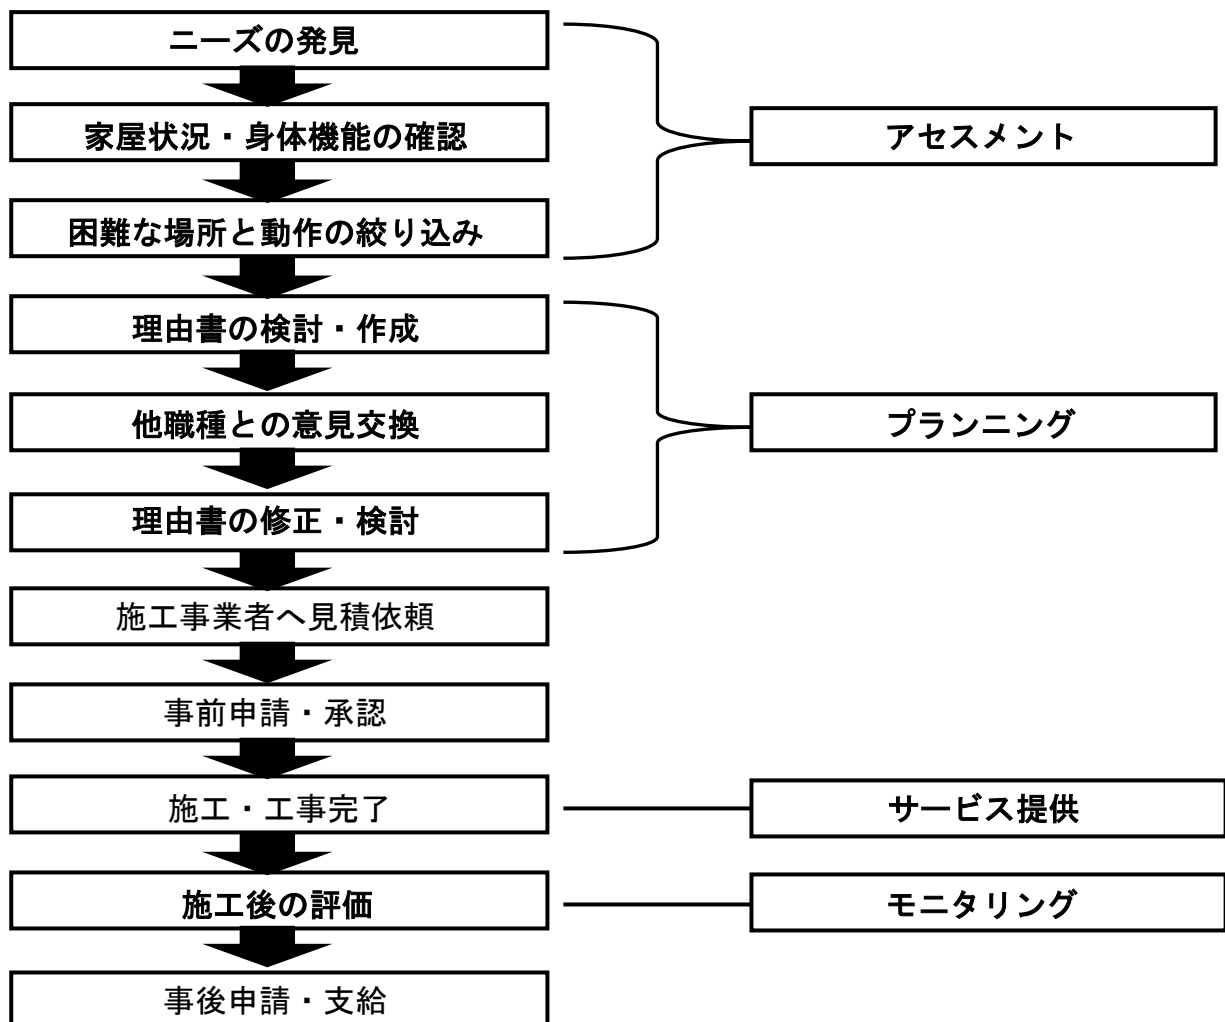 ニーズの発見
家屋状況・身体機能の確認
アセスメント
困難な場所と動作の絞り込み
理由書の検討・作成
他職種との意見交換
プランニング
理由書の修正・検討
施工事業者へ見積依頼
事前申請・承認
施工・工事完了
サービス提供
施工後の評価
モニタリング
事後申請・支給